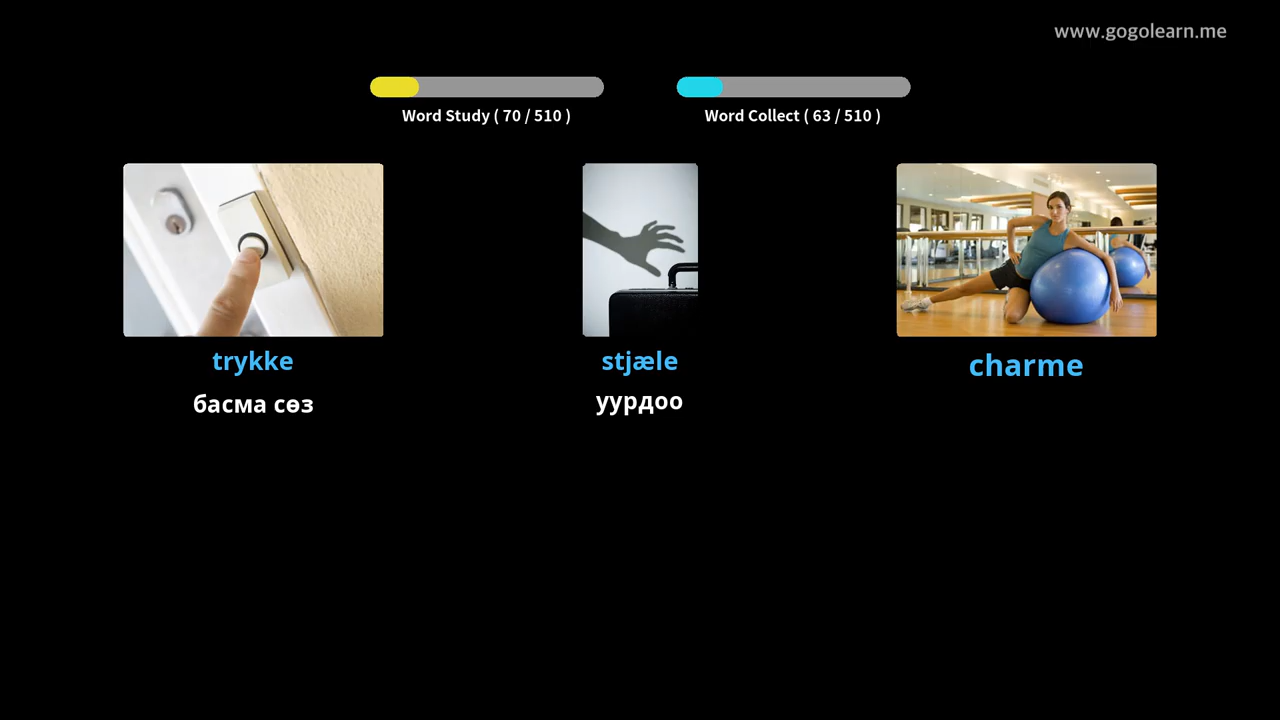 www.gogolearn.me
Word Study ( 70 / 510 )
Word Collect ( 63 / 510 )
trykke
stjæle
charme
басма сөз
уурдоо